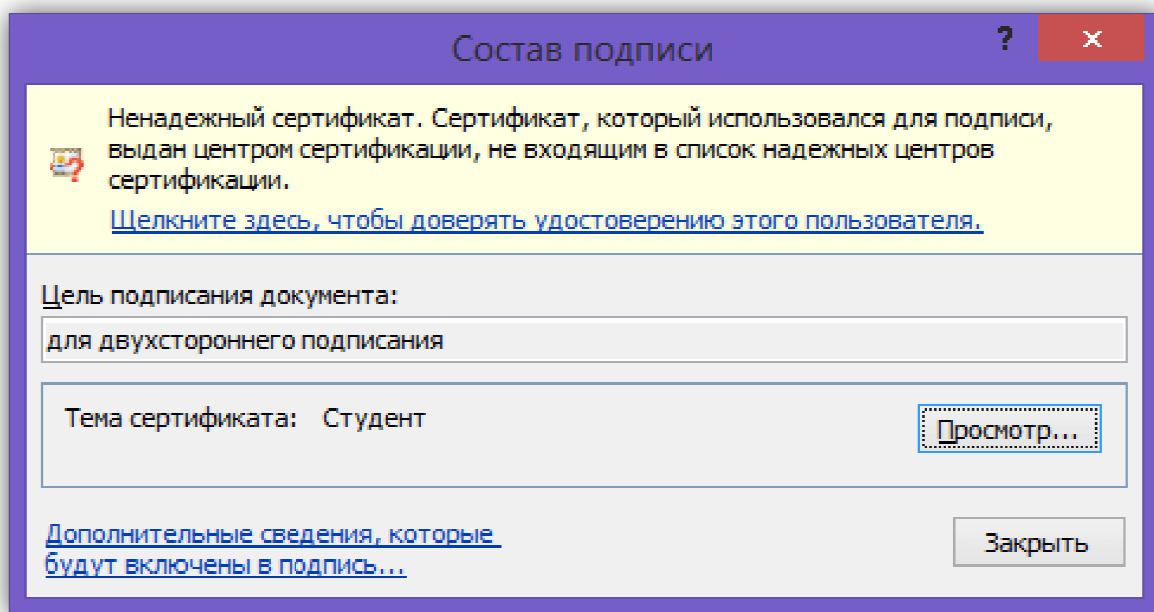 Состав подписи
?
Ненадежный сертификат. Сертификат, который использовался для подписи,
выдан центром сертификации, не входящим в список надежных центров
сертификации.
Щелкните здесь, чтобы доверять удостоверению этого пользователя.
Цель подписания документа:
для двухстороннего подписания
Тема сертификата: Студент
Просмотр...
Дополнительные сведения, которые
будут включены в подпись...
Закрыть